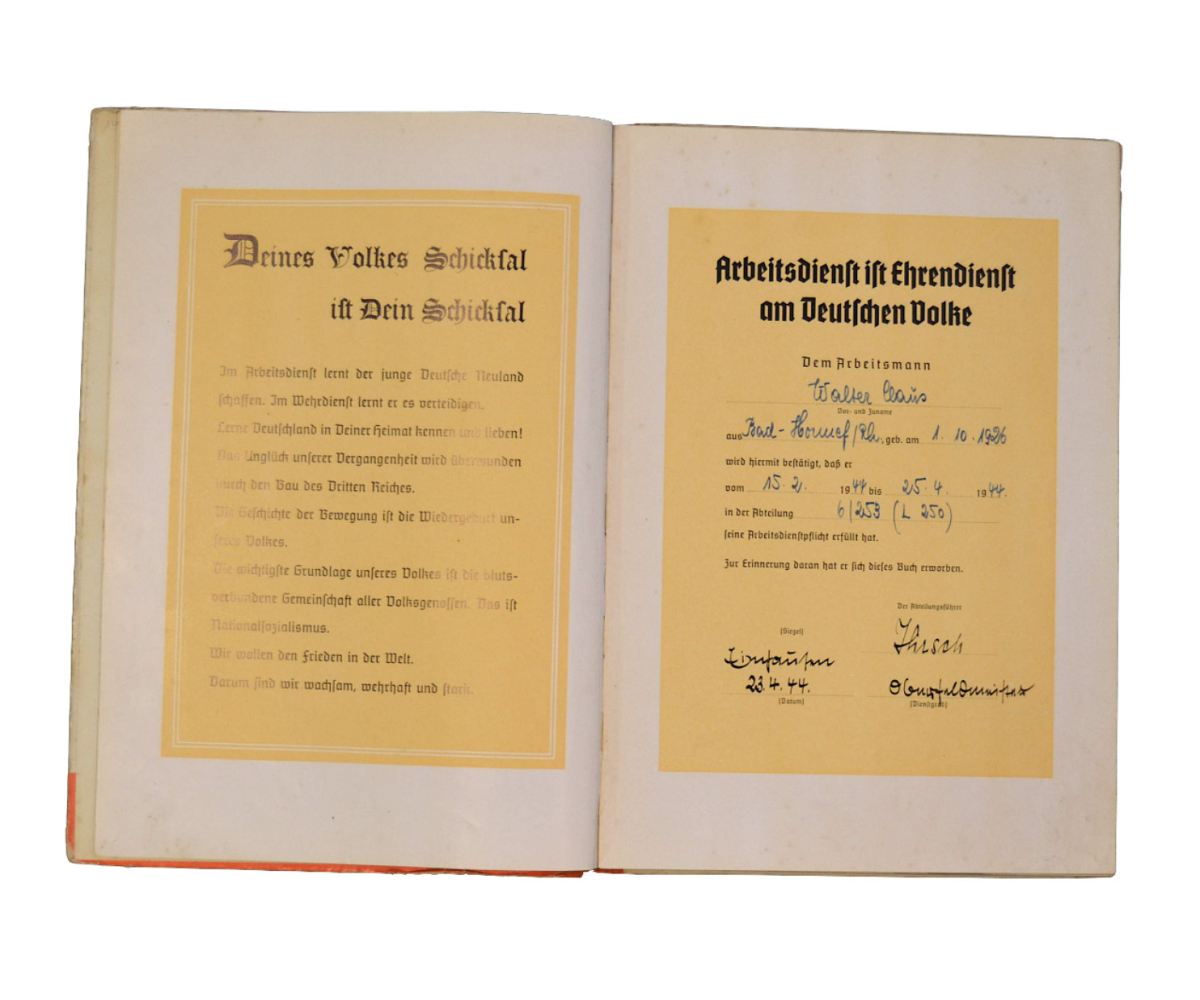 Deines Volkes Schicksal
ist Dein Schicksal
Im Arbeitsdienst lernt der junge Deutsche Neuland
schaffen. Im Wehrdienst lernt er es verteidigen.
Lerne Deutschland in Deiner Heimat kennen und lieben!
Das Unglück unserer Vergangenheit wird überwunden
durch den Bau des Dritten Reiches.
Die Geschichte der Bewegung ist die Wiedergeburt un-
seres Volkes.
Die wichtigste Grundlage unseres Volkes ist die bluts-
verbundene Gemeinschaft aller Volksgenossen. Das ist
Nationalsozialismus.
Wir wollen den Frieden in der Welt.
Darum sind wir wachsam, wehrhaft und stark.
Arbeitsdienst ist Ehrendienst
am Deutschen Volke
Dem Arbeitsmann
Walter Claus
Vor- und Zuname
aus Bad-Honnef/Rh., geb. am 1.10.1926
wird hiermit bestätigt, daß er
vom 15.2. 1944 bis 25.4. 1944.
in der Abteilung 6/253 (L 250)
seine Arbeitsdienstpflicht erfüllt hat.
Zur Erinnerung daran hat er sich dieses Buch erworben.
Der Abteilungsführer
(Siegel)
23.4.44.
Oberfeldmeister
(Datum)
(Dienstgrad)